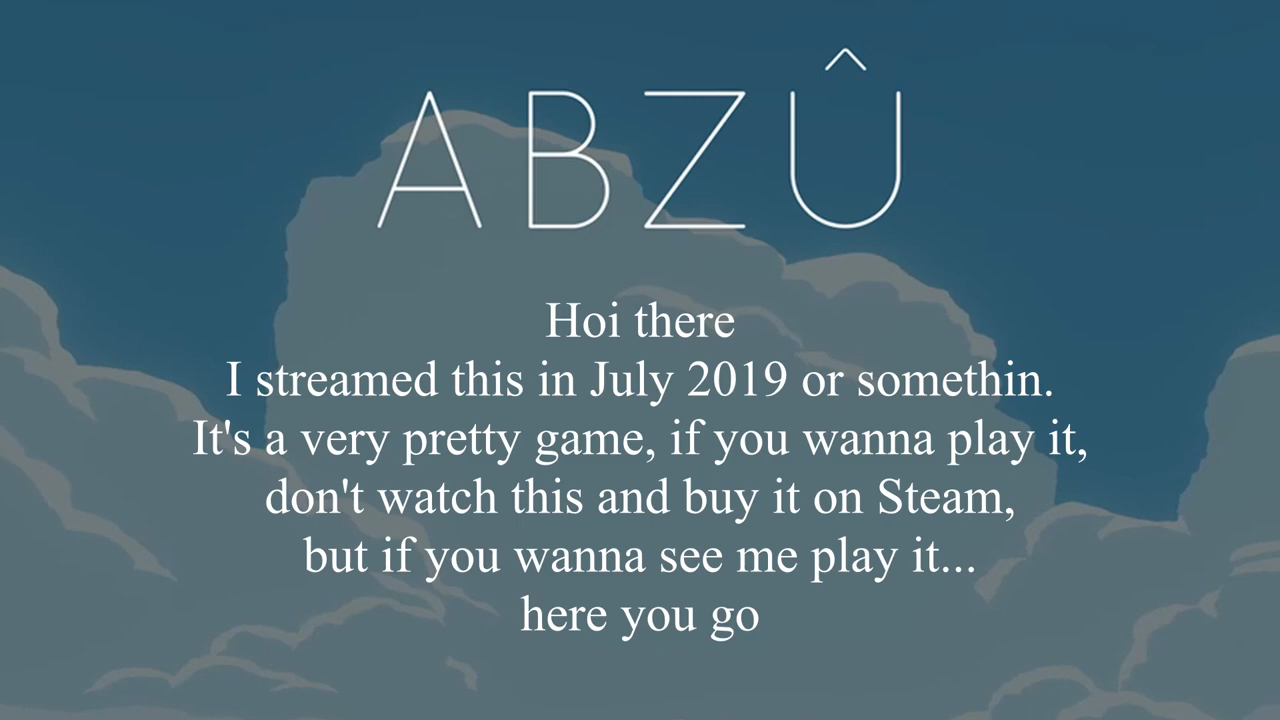 ABZÛ
Hoi there
I streamed this in July 2019 or somethin.
It's a very pretty game, if you wanna play it,
don't watch this and buy it on Steam,
but if you wanna see me play it...
here you go